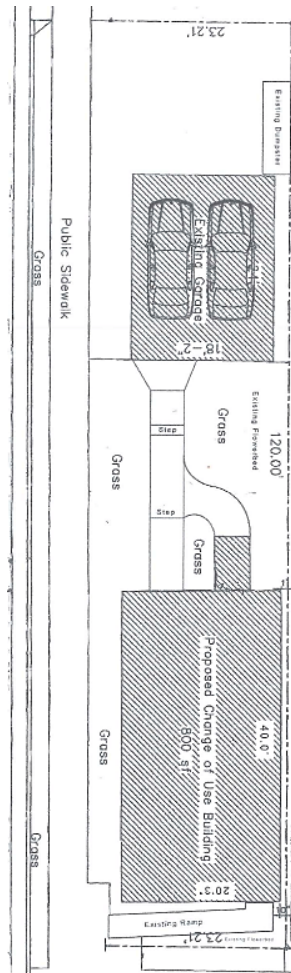 23.21'
Existing Dumpster
Public Sidewalk
Grass
Existing Garage
18'-2"
Existing Flowerbed
120.00'
Grass
Grass
Step
Step
Grass
Proposed Change of Use Building
800 sf
40.0'
20'3"
Grass
Grass
Existing Ramp
23.21'
Existing Flowerbed